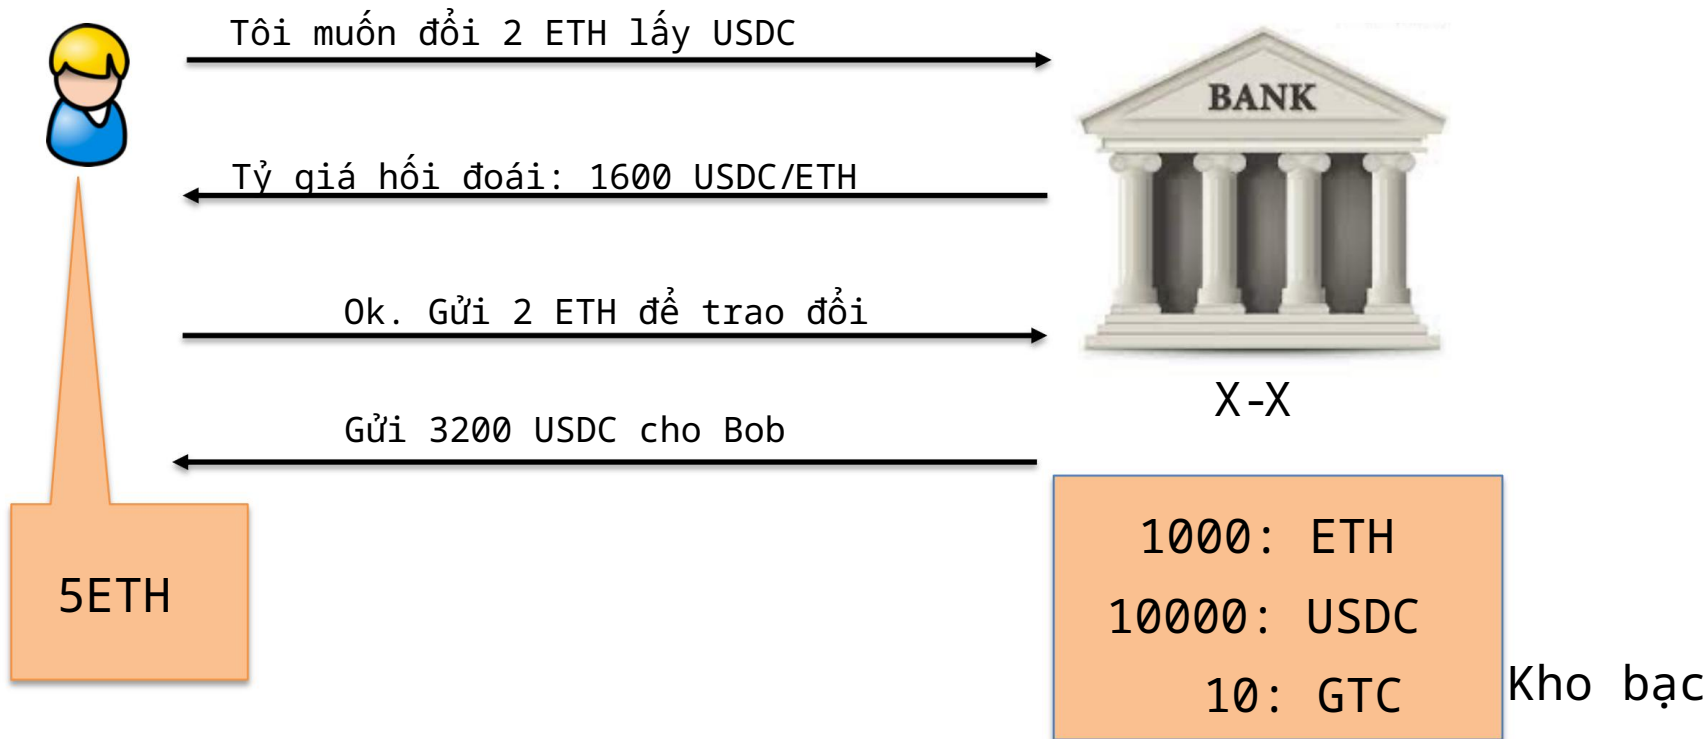 Tôi muốn đổi 2 ETH lấy USDC
BANK
Tỷ giá hối đoái: 1600 USDC/ETH
Ok. Gửi 2 ETH để trao đổi
X-X
Gửi 3200 USDC cho Bob
5ETH
1000: ETH
10000: USDC
10: GTC
Kho bạc